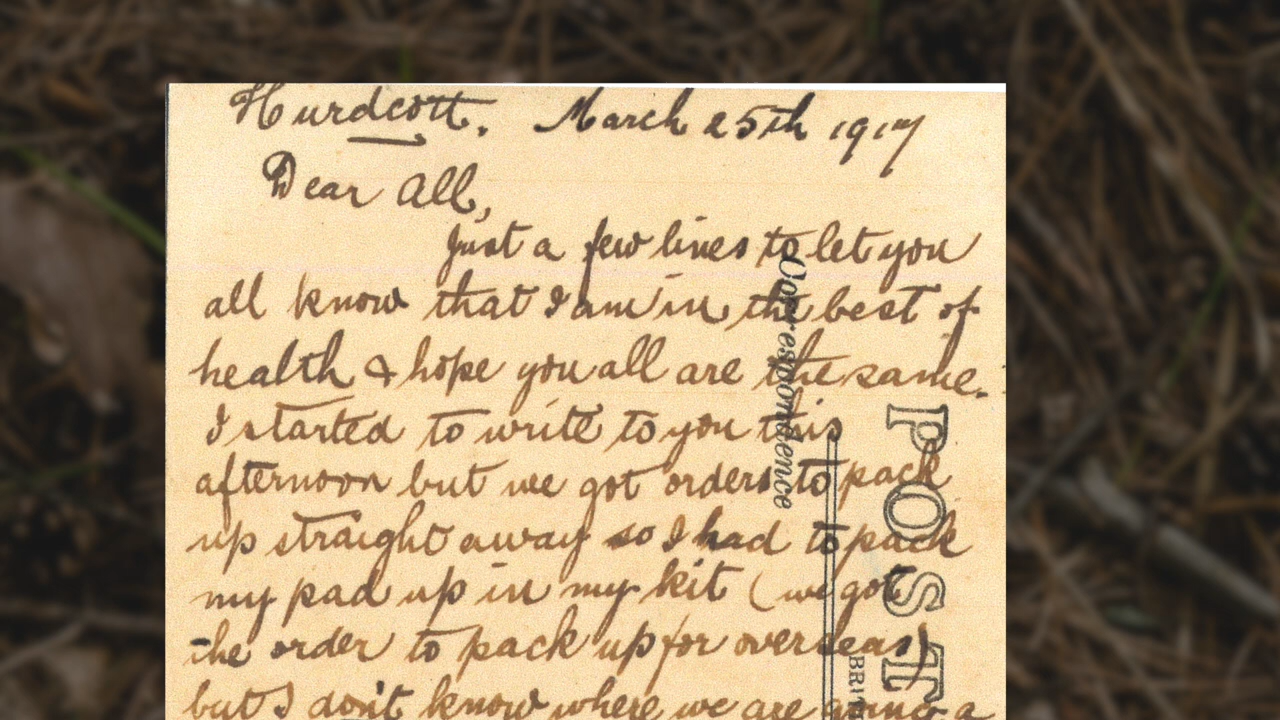 Hurdcott. March 25th 1917
Dear All,
Just a few lines to let you
all know that I am in the best of
health & hope you all are the same.
I started to write to you this
afternoon but we got orders to pack
up straight away so I had to pack
my pad up in my kit (we got
the order to pack up for overseas)
but I don't know where we are going a
Correspondence
POST
BRIT